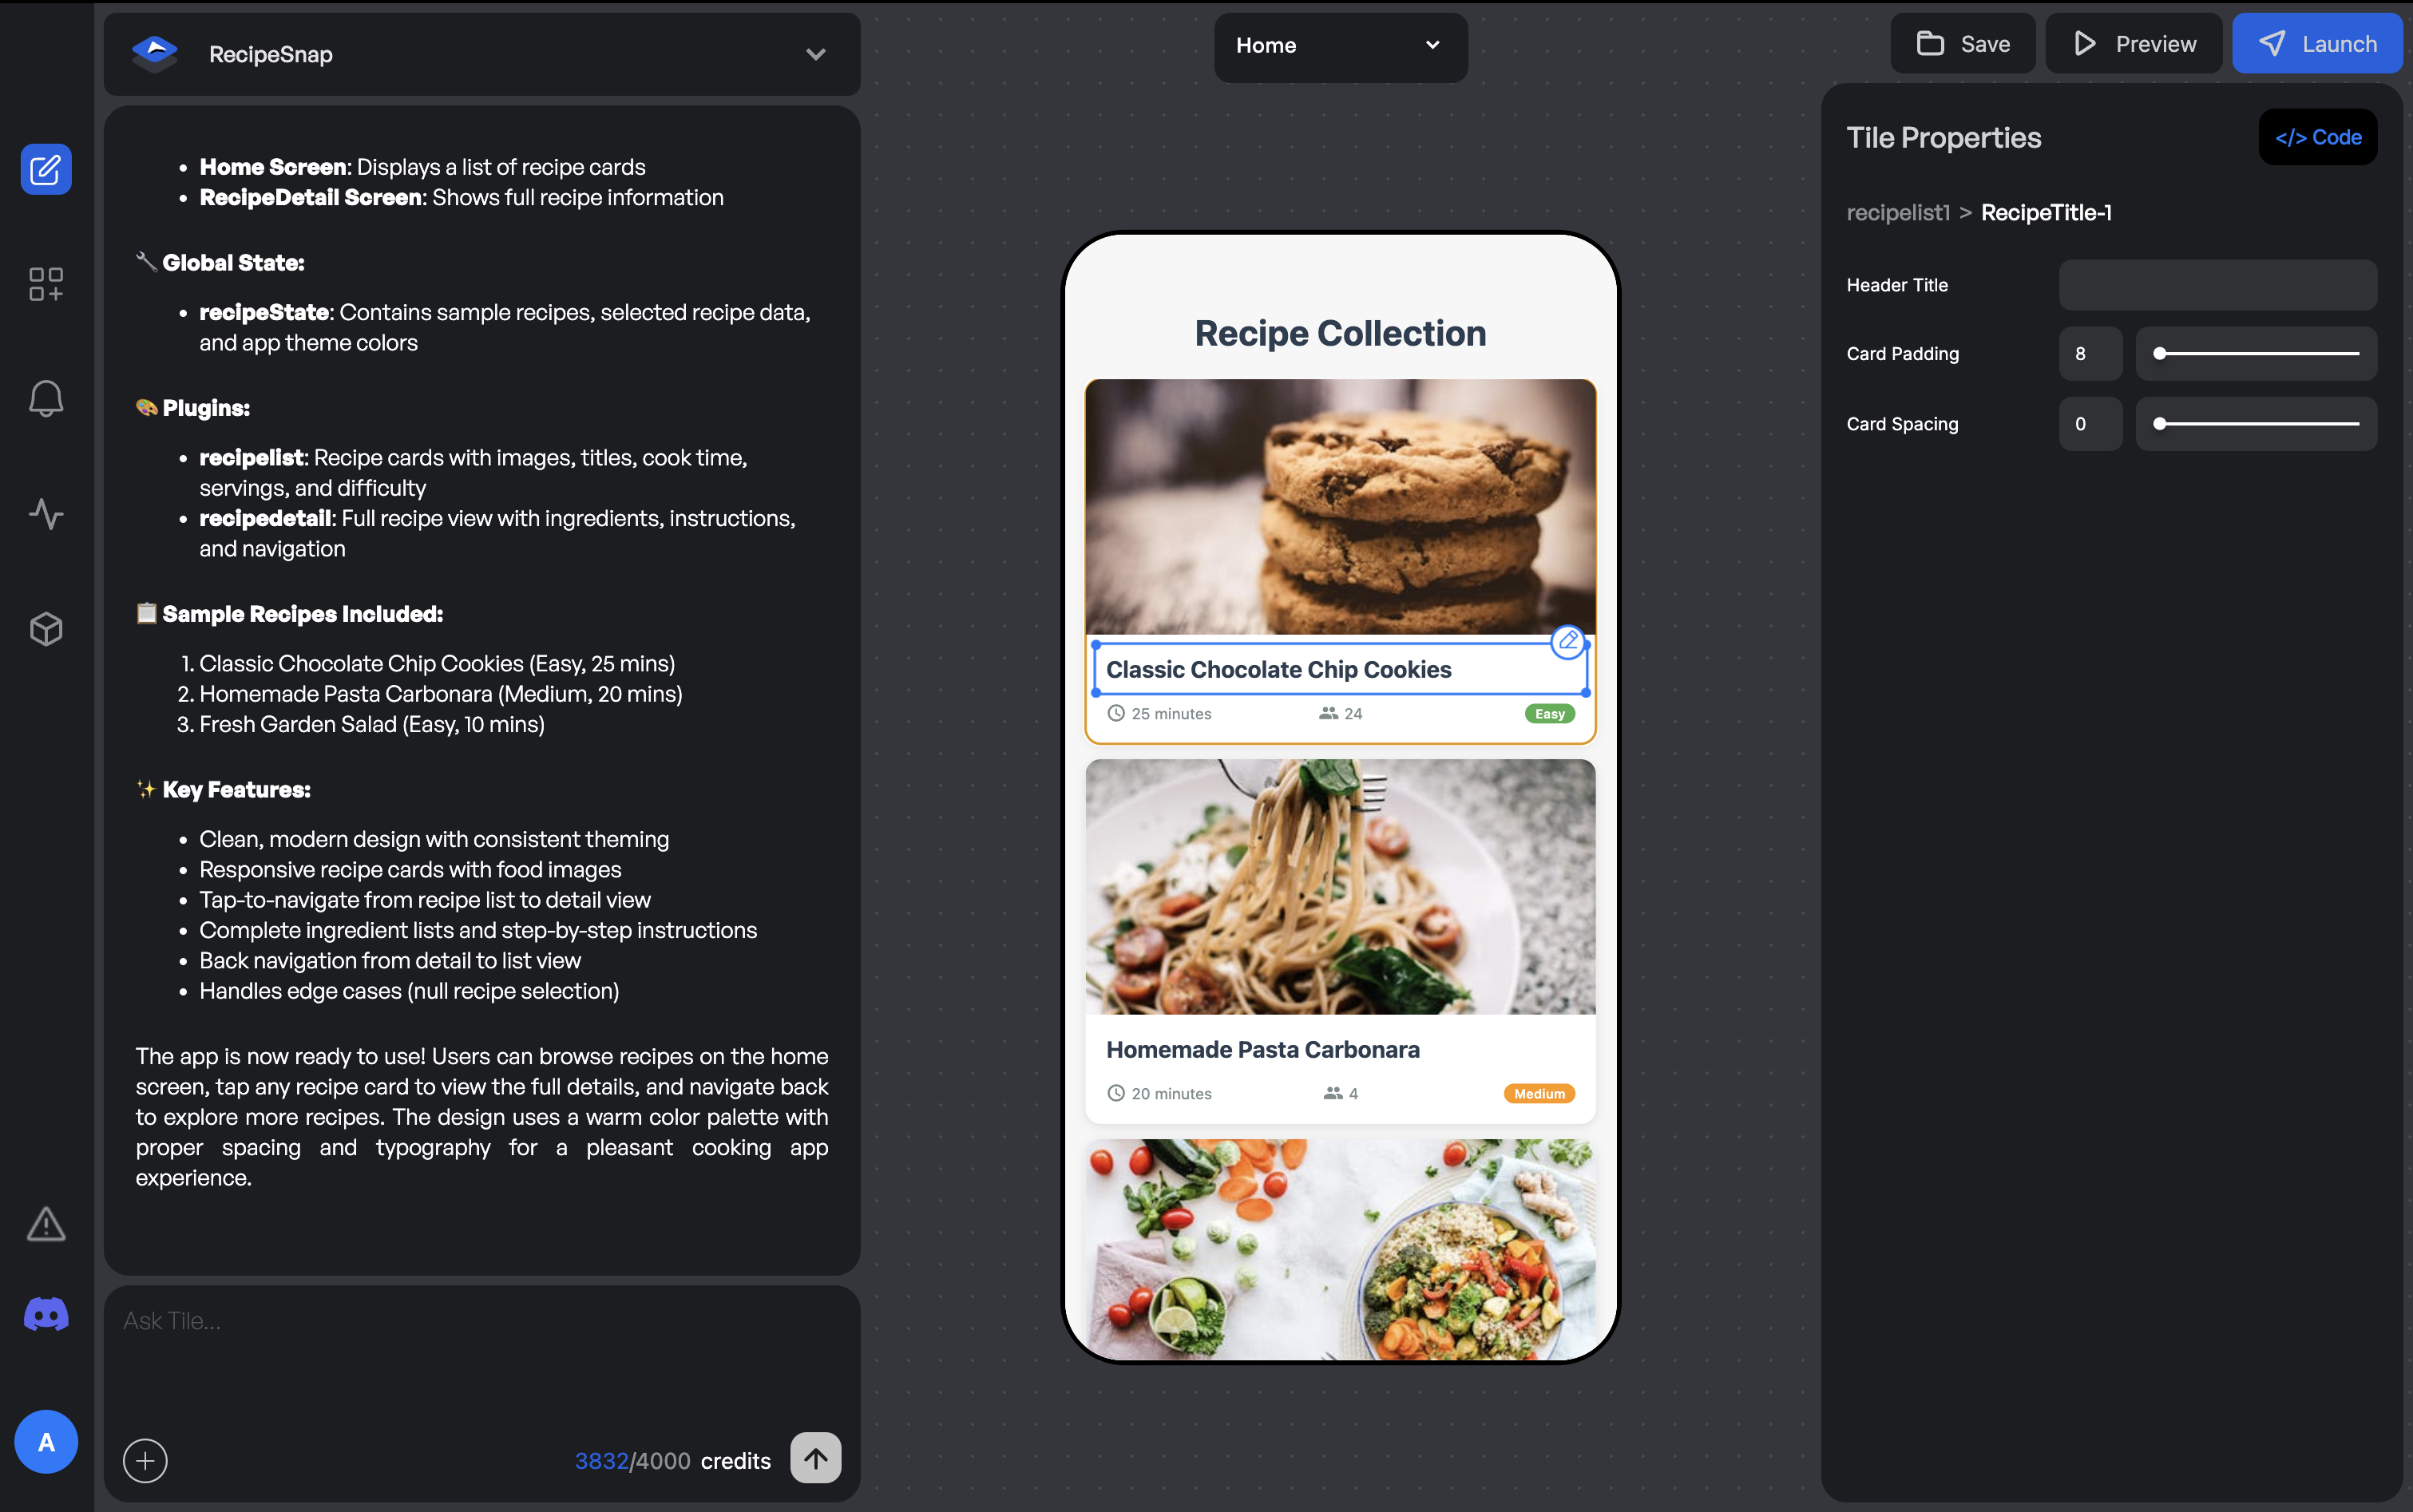 RecipeSnap
Home
Save
Preview
Launch
• Home Screen: Displays a list of recipe cards
• RecipeDetail Screen: Shows full recipe information
🔧 Global State:
• recipeState: Contains sample recipes, selected recipe data,
and app theme colors
🎨 Plugins:
• recipelist: Recipe cards with images, titles, cook time,
servings, and difficulty
• recipedetail: Full recipe view with ingredients, instructions,
and navigation
📋 Sample Recipes Included:
1. Classic Chocolate Chip Cookies (Easy, 25 mins)
2. Homemade Pasta Carbonara (Medium, 20 mins)
3. Fresh Garden Salad (Easy, 10 mins)
✨ Key Features:
• Clean, modern design with consistent theming
• Responsive recipe cards with food images
• Tap-to-navigate from recipe list to detail view
• Complete ingredient lists and step-by-step instructions
• Back navigation from detail to list view
• Handles edge cases (null recipe selection)
The app is now ready to use! Users can browse recipes on the home
screen, tap any recipe card to view the full details, and navigate back
to explore more recipes. The design uses a warm color palette with
proper spacing and typography for a pleasant cooking app
experience.
Ask Tile...
3832/4000 credits
A
Recipe Collection
Classic Chocolate Chip Cookies
25 minutes
24
Easy
Homemade Pasta Carbonara
20 minutes
4
Medium
Tile Properties
</> Code
recipelist1 > RecipeTitle-1
Header Title
Card Padding
8
Card Spacing
0